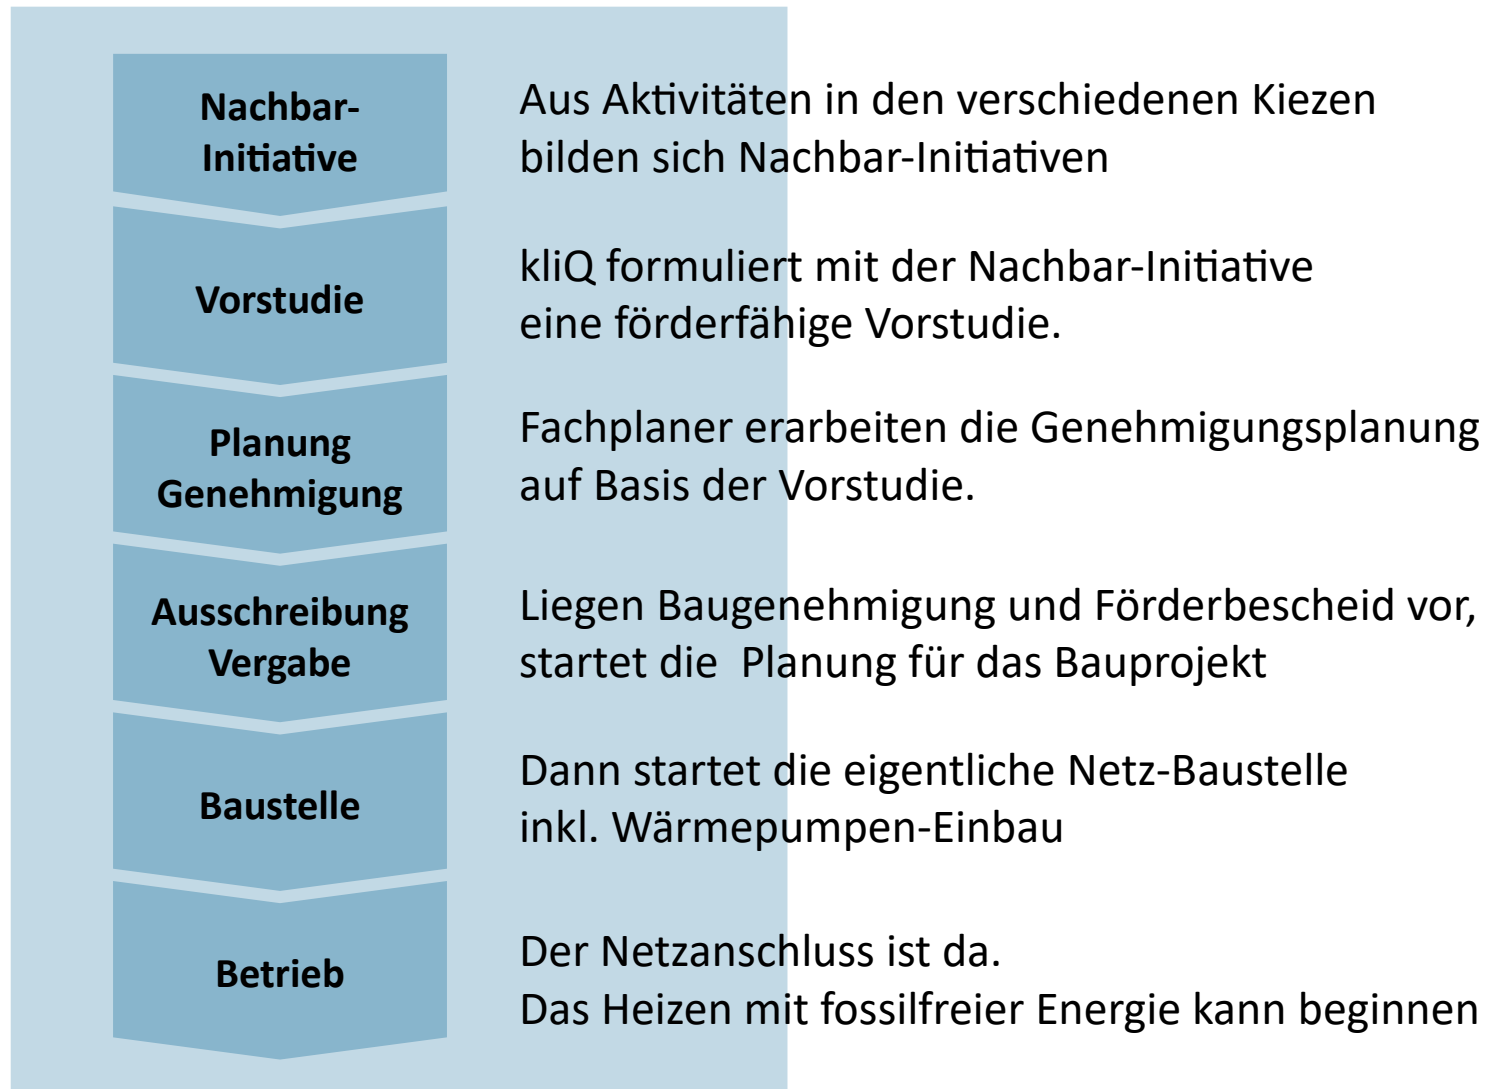 Nachbar-
Initiative
Aus Aktivitäten in den verschiedenen Kiezen
bilden sich Nachbar-Initiativen
Vorstudie
kliQ formuliert mit der Nachbar-Initiative
eine förderfähige Vorstudie.
Planung
Genehmigung
Fachplaner erarbeiten die Genehmigungsplanung
auf Basis der Vorstudie.
Ausschreibung
Vergabe
Liegen Baugenehmigung und Förderbescheid vor,
startet die  Planung für das Bauprojekt
Baustelle
Dann startet die eigentliche Netz-Baustelle
inkl. Wärmepumpen-Einbau
Betrieb
Der Netzanschluss ist da.
Das Heizen mit fossilfreier Energie kann beginnen